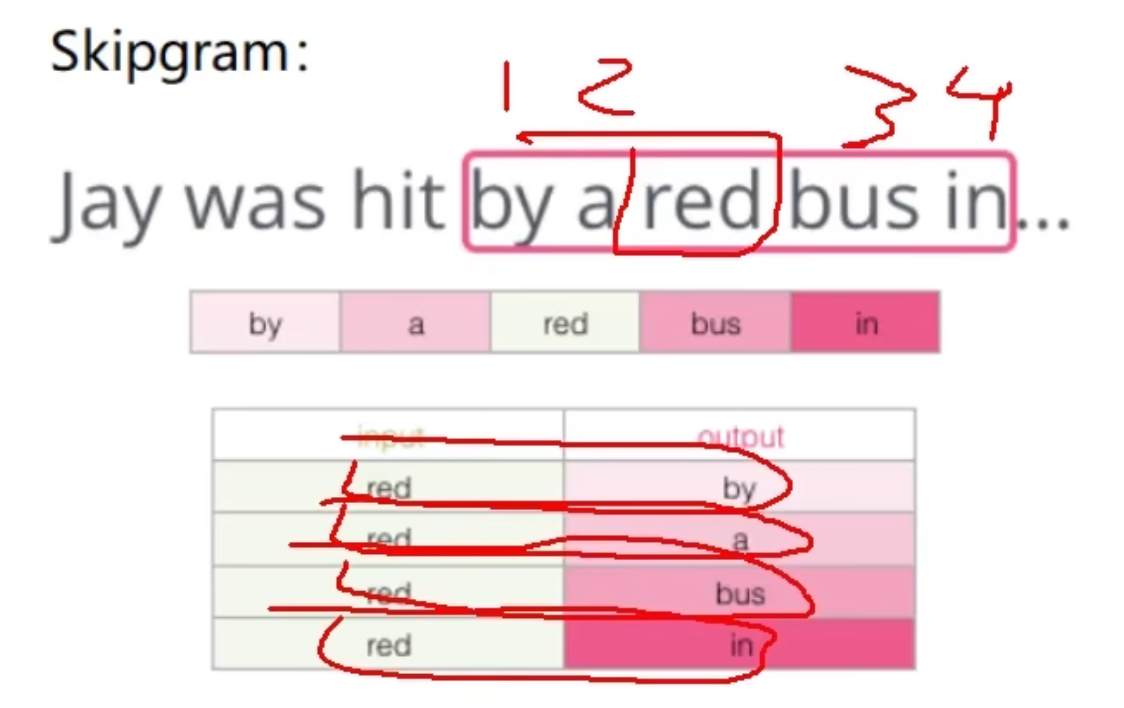 Skipgram:
1 2 3 4
Jay was hit by a red bus in...
by a red bus in
input output
red by
red a
red bus
red in